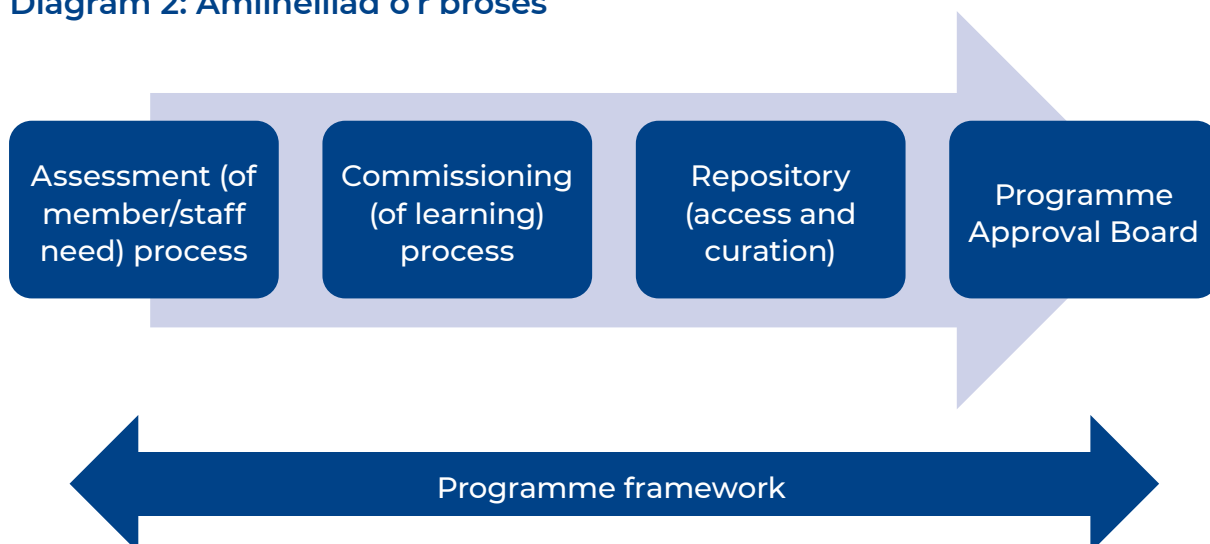 Diagram 2: Amlinelliad o'r broses
Assessment (of
member/staff
need) process
Commissioning
(of learning)
process
Repository
(access and
curation)
Programme
Approval Board
Programme framework